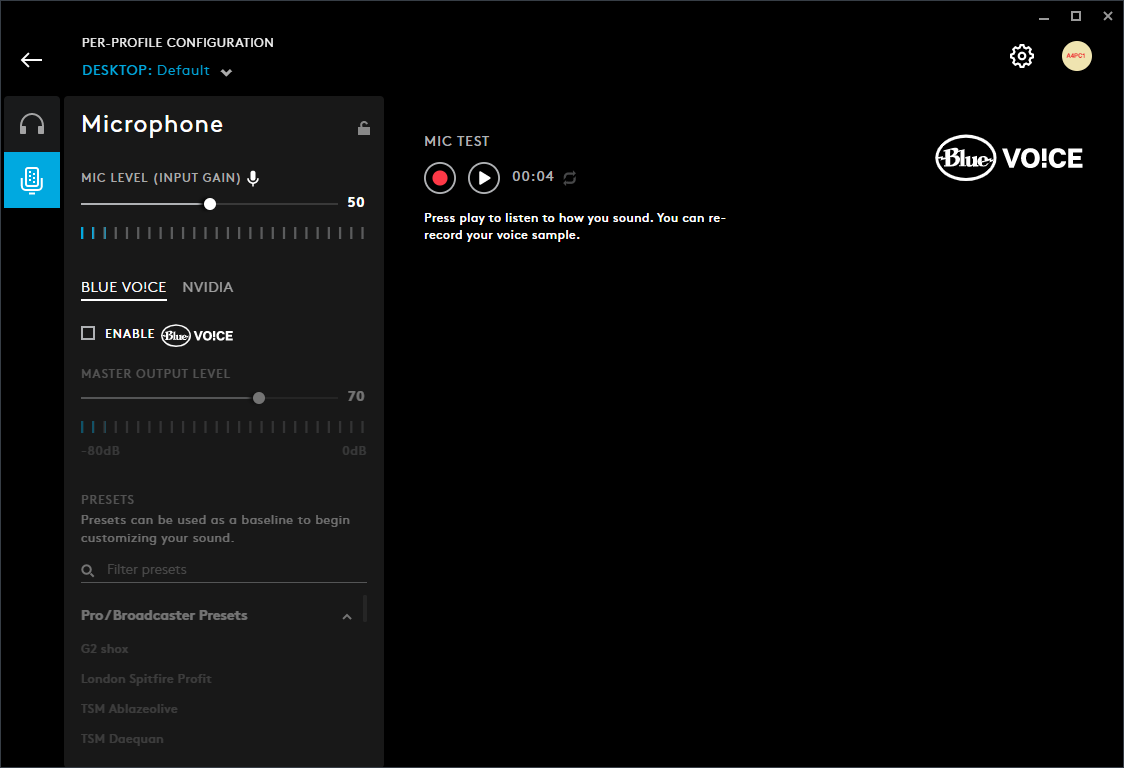 PER-PROFILE CONFIGURATION
DESKTOP: Default
A4PC1
Microphone
MIC LEVEL (INPUT GAIN)
50
BLUE VO!CE NVIDIA
ENABLE Blue VO!CE
MASTER OUTPUT LEVEL
70
-80dB 0dB
PRESETS
Presets can be used as a baseline to begin
customizing your sound.
Filter presets
Pro/Broadcaster Presets
G2 shox
London Spitfire Profit
TSM Ablazeolive
TSM Daequan
MIC TEST
00:04
Press play to listen to how you sound. You can re-
record your voice sample.
Blue VO!CE